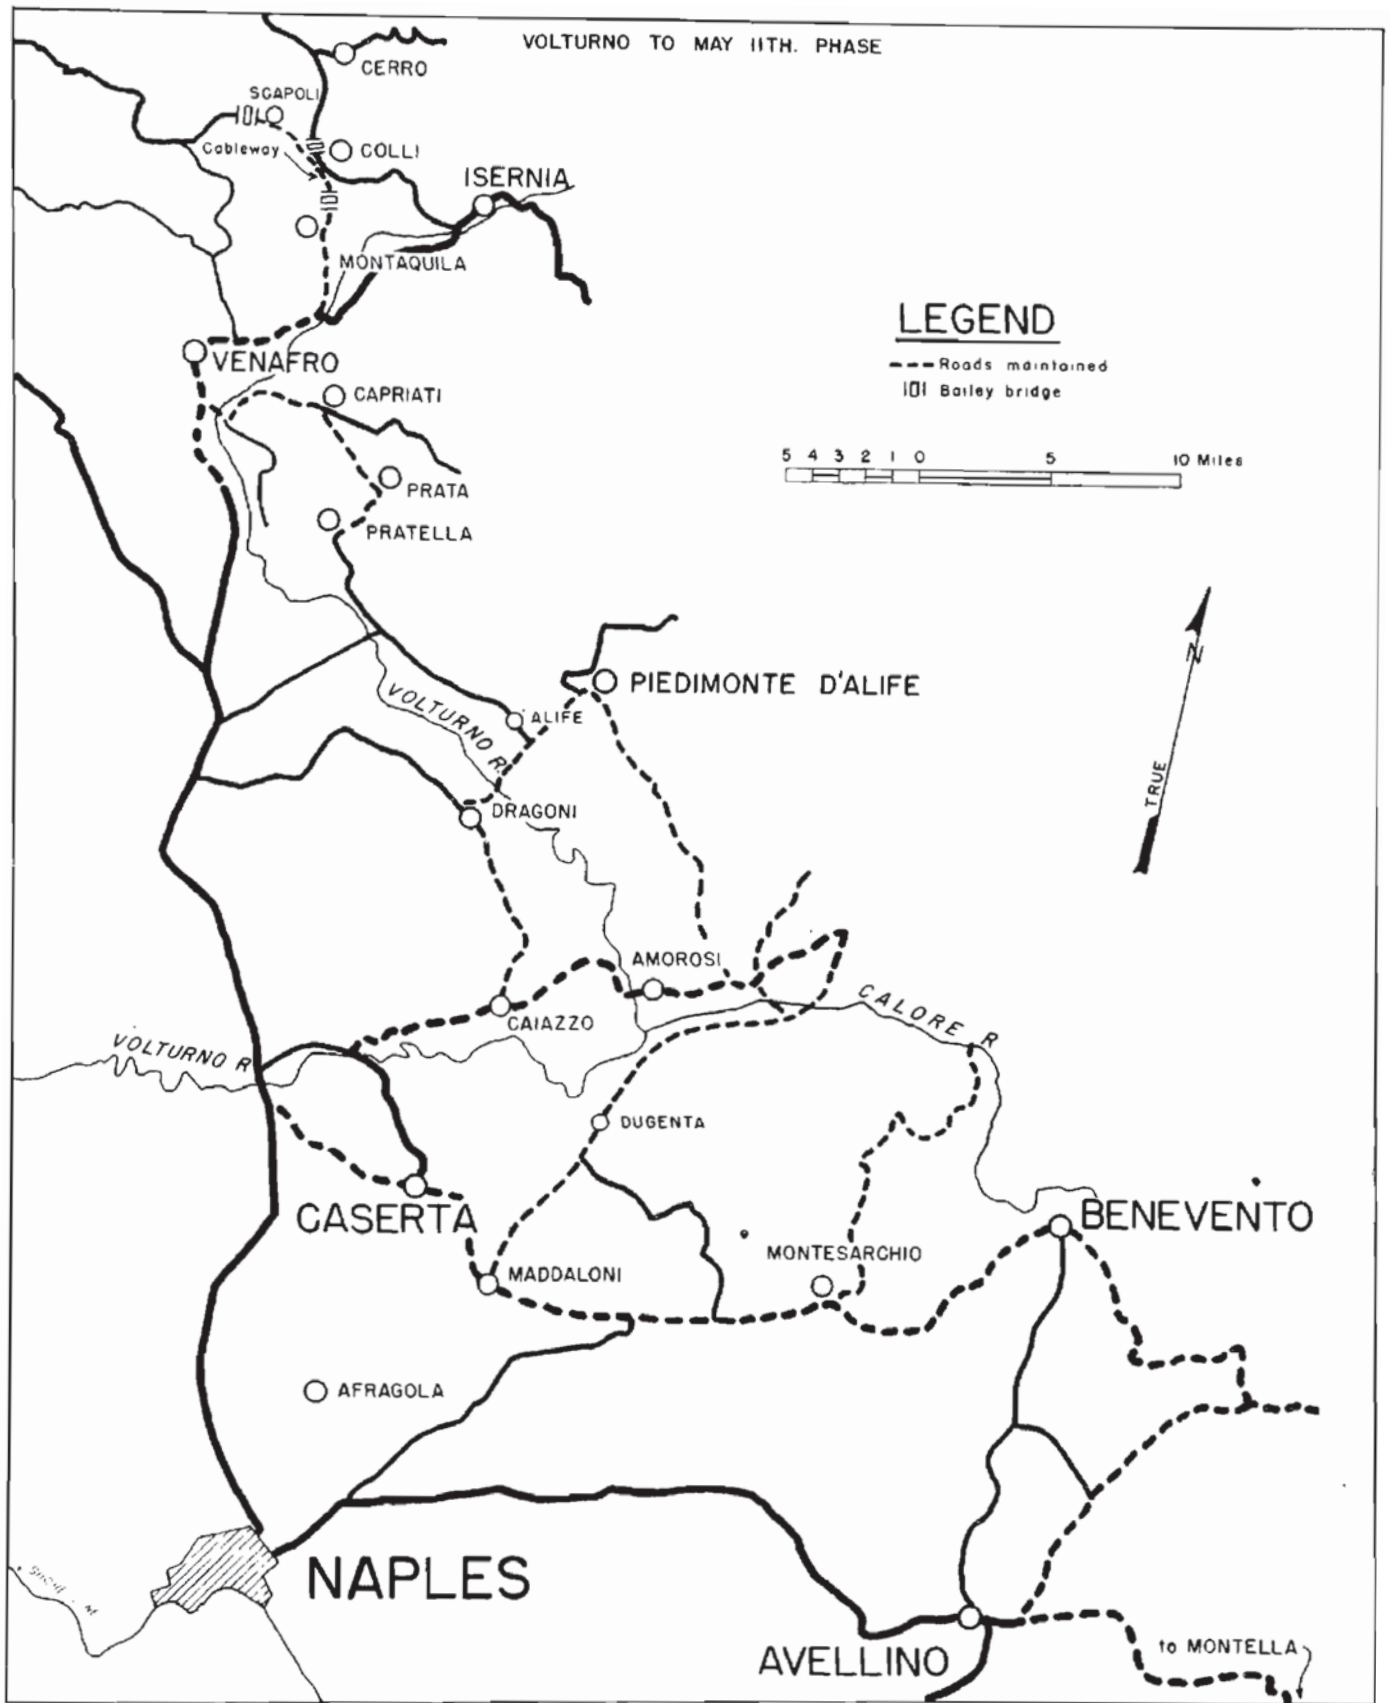 VOLTURNO TO MAY 11TH. PHASE
CERRO
SCAPOLI
Cableway
COLLI
ISERNIA
MONTAQUILA
LEGEND
Roads maintained
Bailey bridge
VENAFRO
CAPRIATI
5 4 3 2 1 0 5 10 Miles
PRATA
PRATELLA
N
TRUE
PIEDIMONTE D'ALIFE
ALIFE
VOLTURNO R.
DRAGONI
AMOROSI
CALORE R
CAIAZZO
VOLTURNO R
DUGENTA
CASERTA
BENEVENTO
MONTESARCHIO
MADDALONI
AFRAGOLA
NAPLES
AVELLINO
to MONTELLA